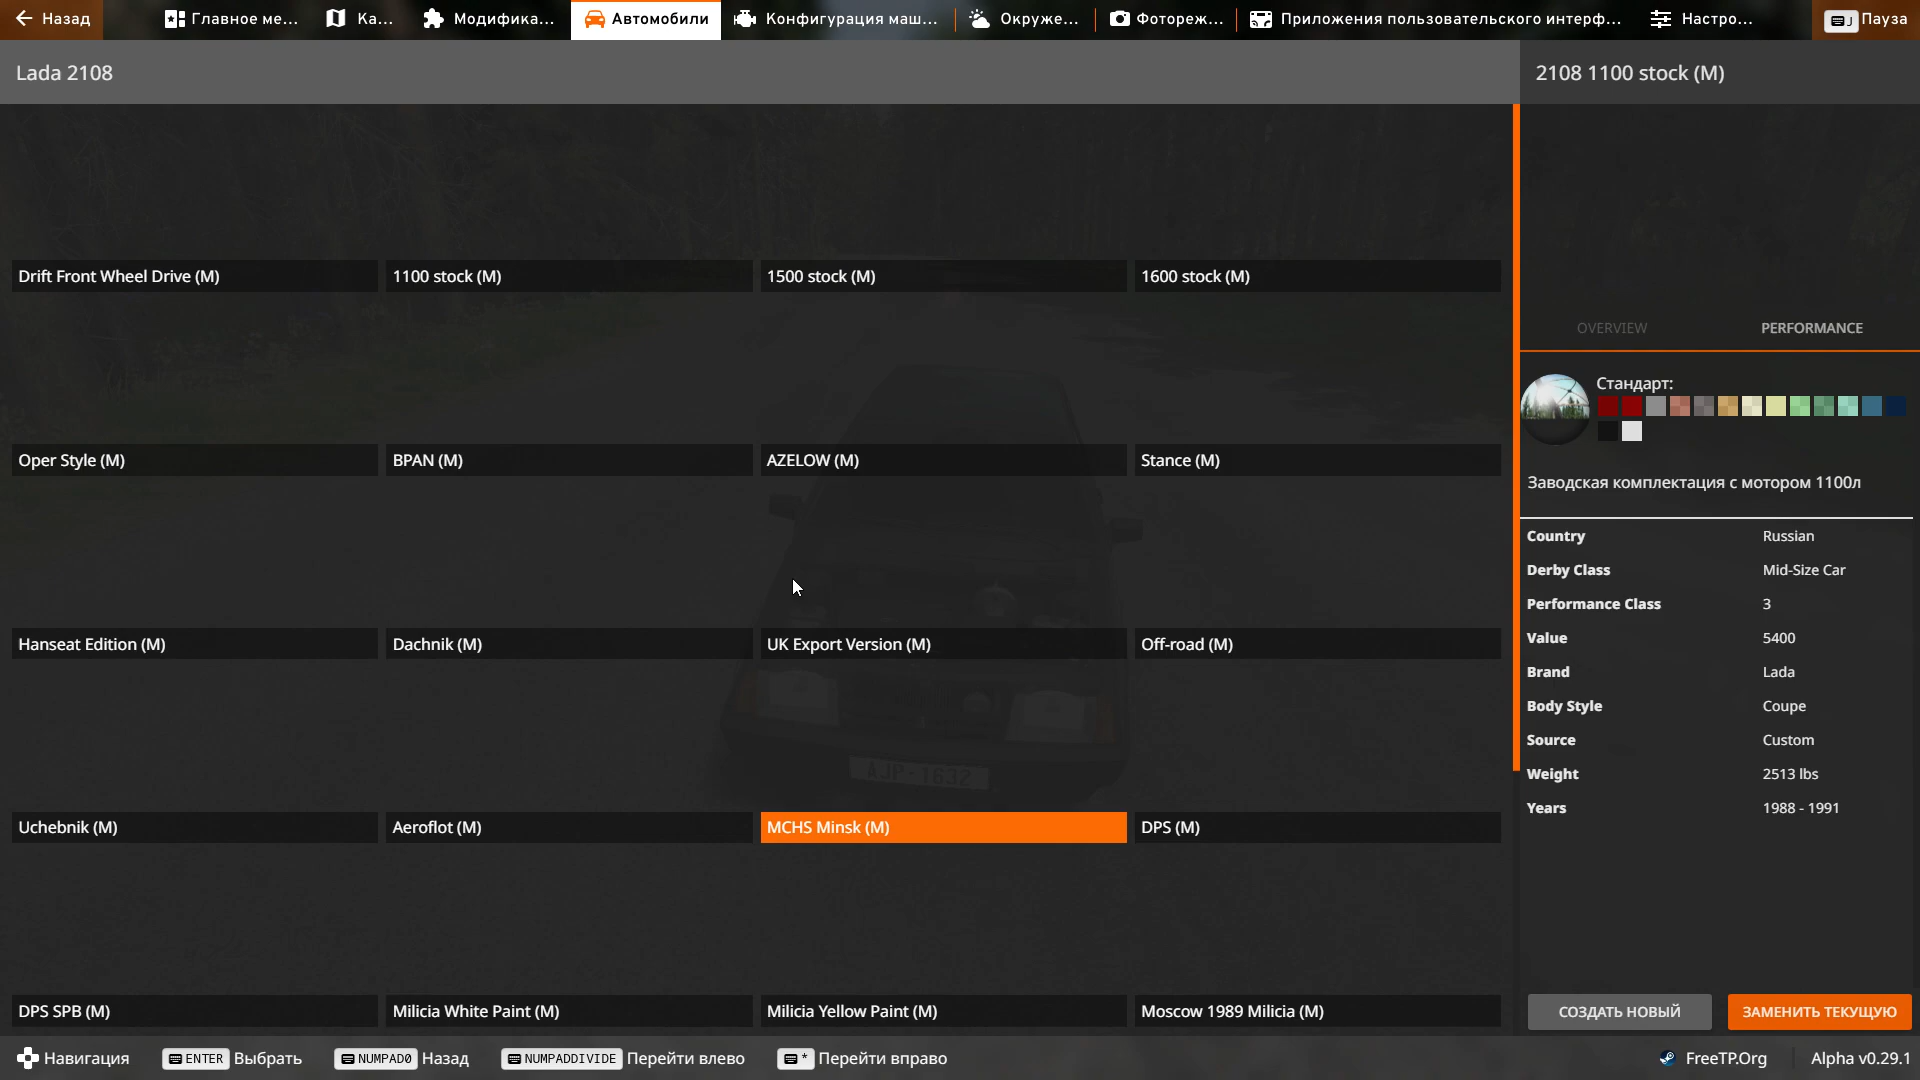 Назад
Главное ме...
Ка...
Модифика...
Автомобили
Конфигурация маш...
Окруже...
Фотореж...
Приложения пользовательского интерф...
Настро...
J Пауза
Lada 2108
2108 1100 stock (M)
Drift Front Wheel Drive (M)
1100 stock (M)
1500 stock (M)
1600 stock (M)
Oper Style (M)
BPAN (M)
AZELOW (M)
Stance (M)
Hanseat Edition (M)
Dachnik (M)
UK Export Version (M)
Off-road (M)
AJP-1632
Uchebnik (M)
Aeroflot (M)
MCHS Minsk (M)
DPS (M)
DPS SPB (M)
Milicia White Paint (M)
Milicia Yellow Paint (M)
Moscow 1989 Milicia (M)
OVERVIEW
PERFORMANCE
Стандарт:
Заводская комплектация с мотором 1100л
Country Russian
Derby Class Mid-Size Car
Performance Class 3
Value 5400
Brand Lada
Body Style Coupe
Source Custom
Weight 2513 lbs
Years 1988 - 1991
СОЗДАТЬ НОВЫЙ
ЗАМЕНИТЬ ТЕКУЩУЮ
Навигация
ENTER Выбрать
NUMPAD0 Назад
NUMPADDIVIDE Перейти влево
* Перейти вправо
FreeTP.Org
Alpha v0.29.1